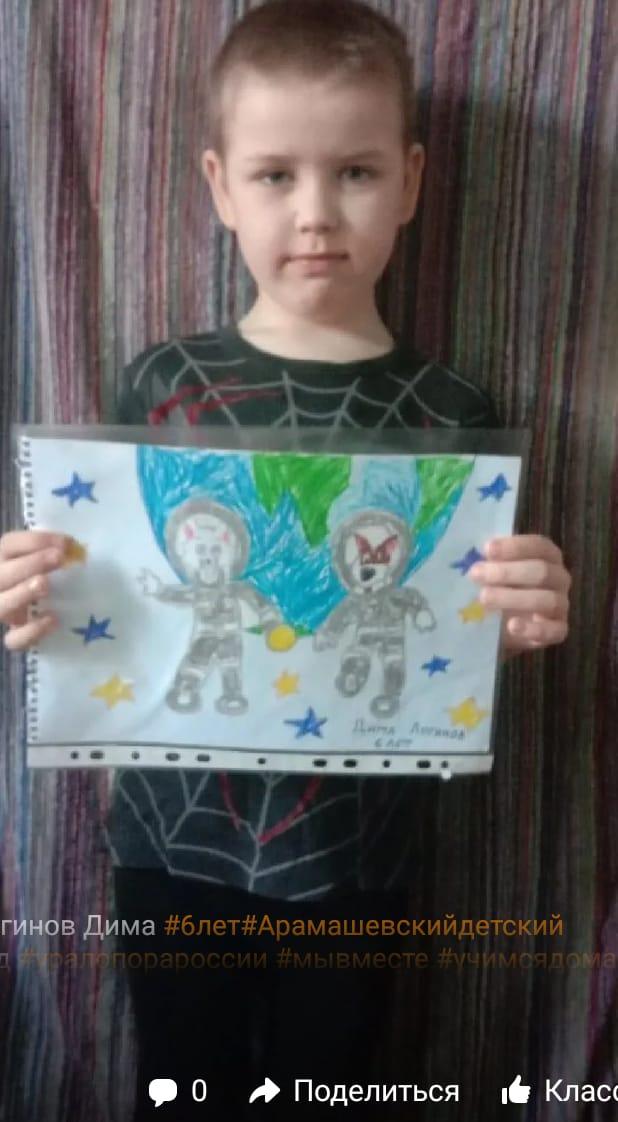 Дима Логинов
6 лет
гинов Дима #6лет#Арамашевскийдетский
д #уралопорароссии #мывместе #учимсядома
0 Поделиться Класс